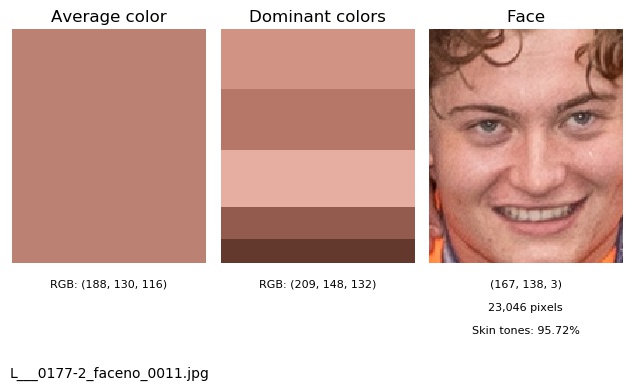 Average color
Dominant colors
Face
RGB: (188, 130, 116)
RGB: (209, 148, 132)
(167, 138, 3)
23,046 pixels
Skin tones: 95.72%
L___0177-2_faceno_0011.jpg